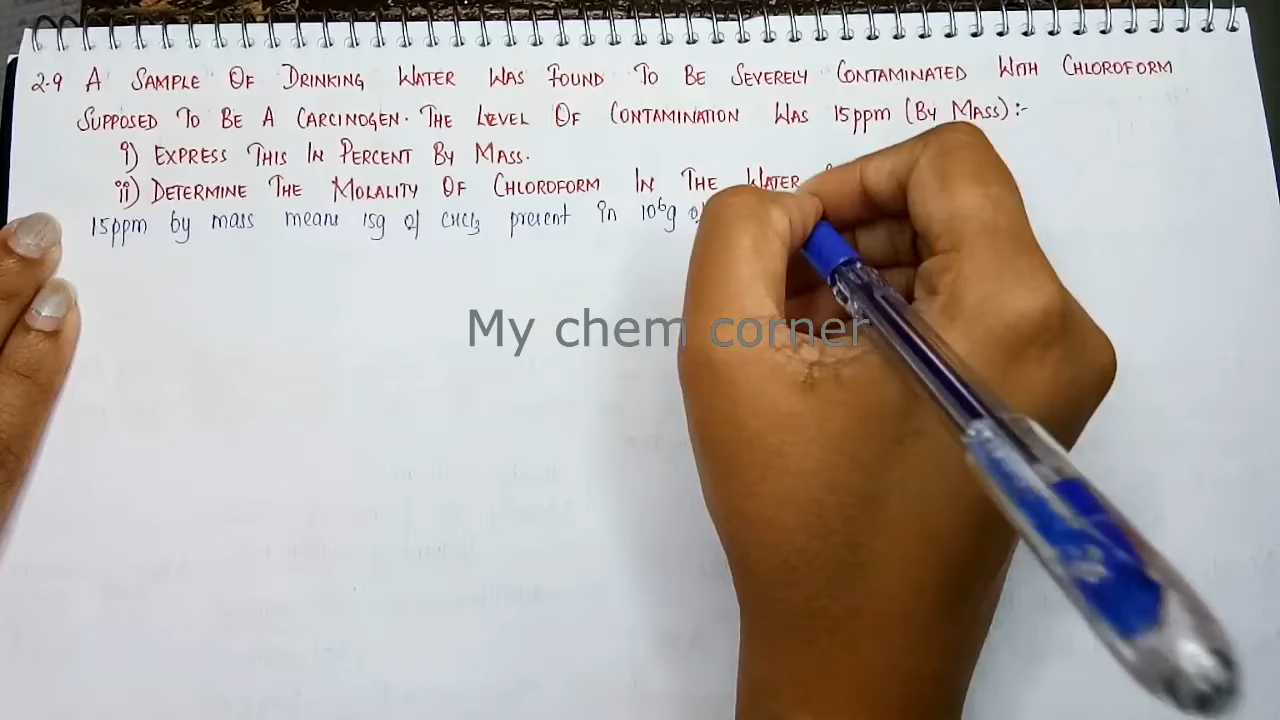 2.9 A SAMPLE OF DRINKING WATER WAS FOUND TO BE SEVERELY CONTAMINATED WITH CHLOROFORM
SUPPOSED TO BE A CARCINOGEN. THE LEVEL OF CONTAMINATION WAS 15ppm (BY MASS):-
i) EXPRESS THIS IN PERCENT BY MASS.
ii) DETERMINE THE MOLALITY OF CHLOROFORM IN THE WATER
15ppm by mass means 15g of CHCl3 present in 10⁶g of
My chem corner